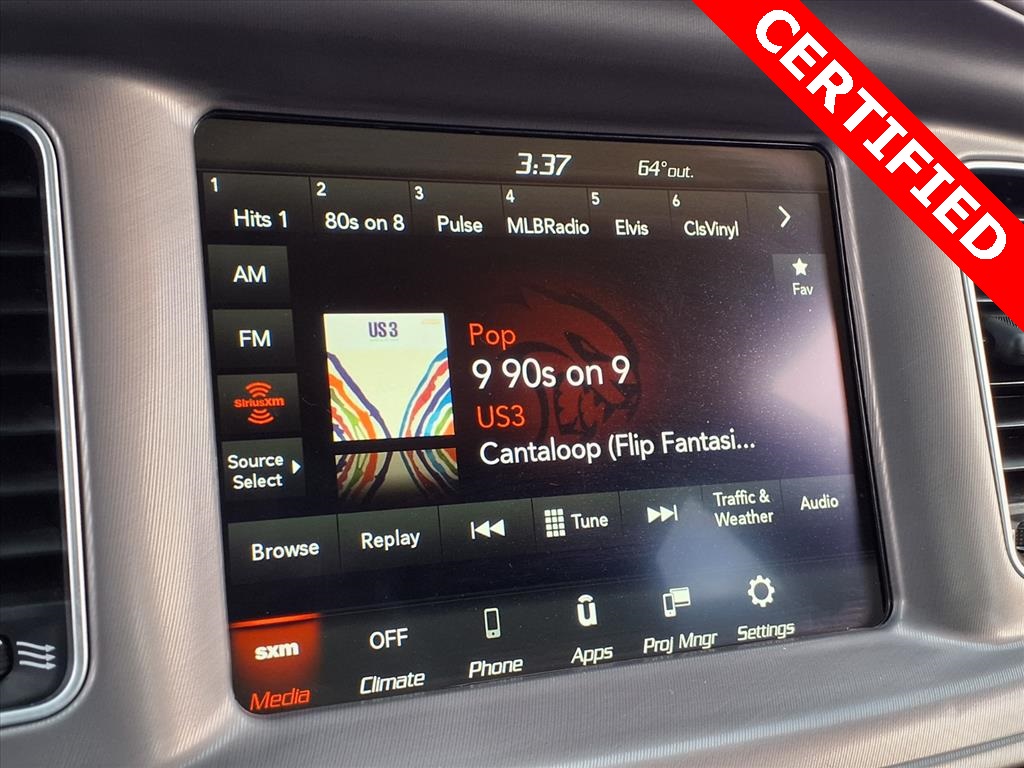 CERTIFIED
3:37 64° out.
1 2 3 4 5 6
Hits 1 80s on 8 Pulse MLBRadio Elvis ClsVinyl
AM
Fav
FM
US3
Pop
9 90s on 9
SiriusXM
US3
Cantaloop (Flip Fantasi...
Source
Select
Browse Replay Tune Traffic &
Weather Audio
sxm OFF
Media Climate Phone Apps Proj Mngr Settings